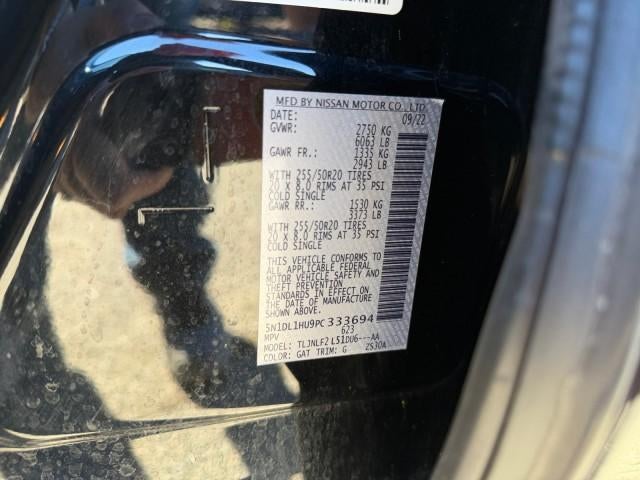 MFD BY NISSAN MOTOR CO., LTD.
DATE: 09/22
GVWR: 2750 KG
6063 LB
GAWR FR.: 1335 KG
2943 LB
WITH 255/50R20 TIRES
20 X 8.0 RIMS AT 35 PSI
COLD SINGLE
GAWR RR.: 1530 KG
3373 LB
WITH 255/50R20 TIRES
20 X 8.0 RIMS AT 35 PSI
COLD SINGLE
THIS VEHICLE CONFORMS TO
ALL APPLICABLE FEDERAL
MOTOR VEHICLE SAFETY AND
THEFT PREVENTION
STANDARDS IN EFFECT ON
THE DATE OF MANUFACTURE
SHOWN ABOVE.
5N1DL1HU9PC333694
MPV 623
MODEL: TLJNLF2 L51DU6---AA
COLOR: GAT TRIM: G 2S30A